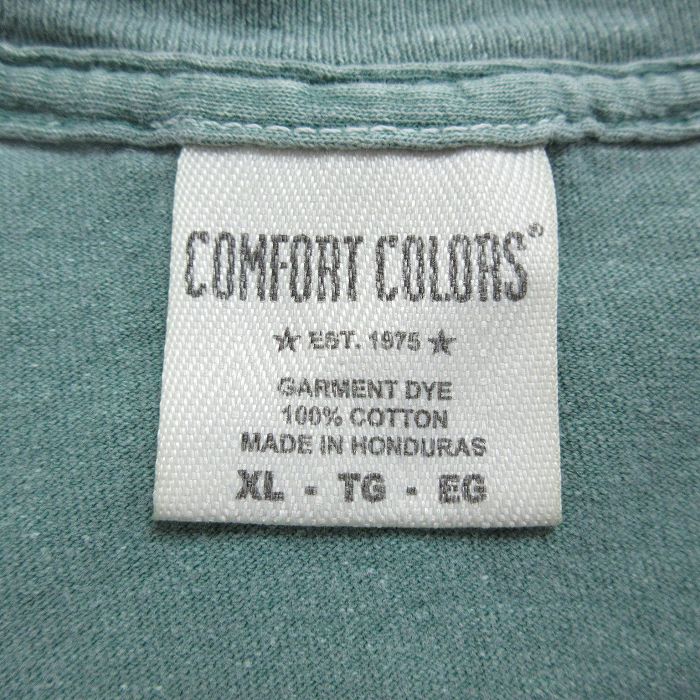 COMFORT COLORS®
★ EST. 1975 ★
GARMENT DYE
100% COTTON
MADE IN HONDURAS
XL - TG - EG